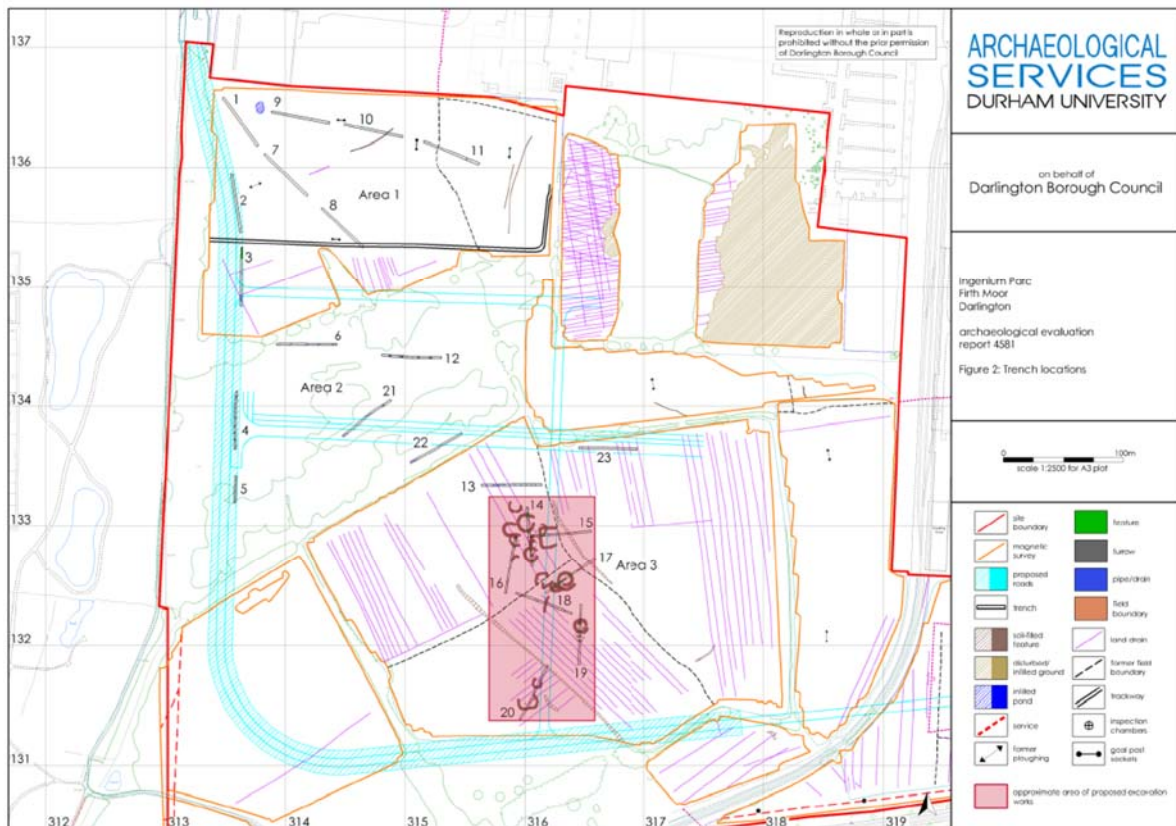 137
136
135
134
133
132
131
312
313
314
315
316
317
318
319
Reproduction in whole or in part is
prohibited without the prior permission
of Darlington Borough Council
1
9
10
11
7
2
Area 1
8
3
6
12
Area 2
21
4
22
5
23
13
14
15
16
17
Area 3
18
19
20
ARCHAEOLOGICAL
SERVICES
DURHAM UNIVERSITY
on behalf of
Darlington Borough Council
Ingenium Parc
Firth Moor
Darlington
archaeological evaluation
report 4581
Figure 2: Trench locations
0
100m
scale 1:2500 for A3 plot
site
boundary
feature
magnetic
survey
furrow
proposed
roads
pipe/drain
trench
field
boundary
soil-filled
feature
land drain
disturbed/
infilled ground
former field
boundary
infilled
pond
trackway
service
inspection
chambers
former
ploughing
goal post
sockets
approximate area of proposed excavation
works